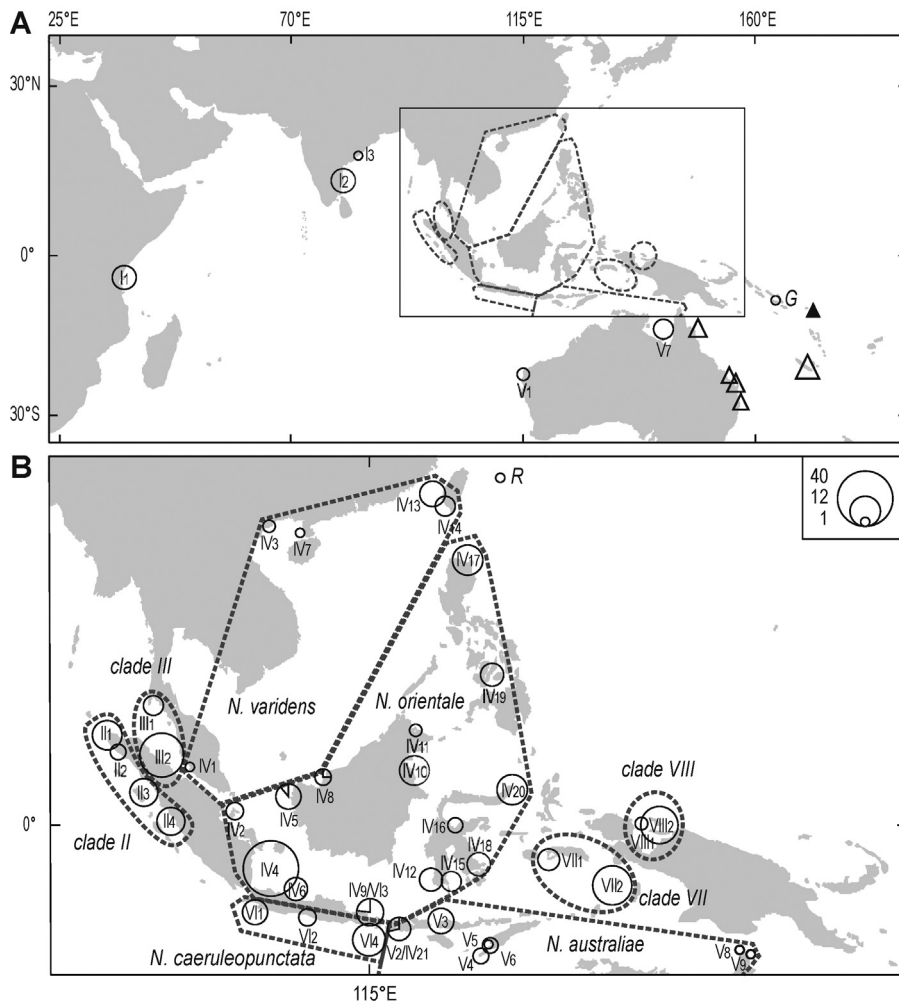 25°E 70°E 115°E 160°E
A
30°N
I3
I2
0°
I1
G
V7
V1
30°S
B
R
40
12
1
IV13
IV14
IV3
IV7
IV17
clade III
N. varidens
N. orientale
IV19
III1
II1
II2
III2
IV1
IV11
IV10
clade VIII
IV8
II3
IV5
IV20
0°
II4
IV2
IV16
VIII1
VIII2
clade II
IV18
VII1
IV4
IV12
IV15
IV6
IV9/VI3
VII2
clade VII
VI1
VI2
V3
VI4
V2/IV21
V5
V6
V4
N. australiae
V8
V9
N. caeruleopunctata
115°E